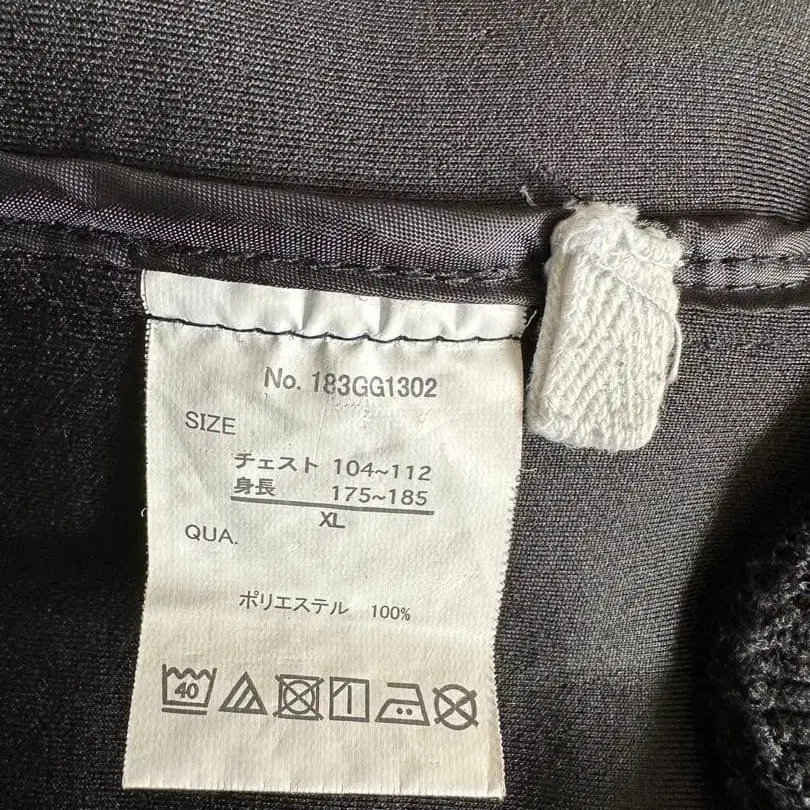 No. 183GG1302
SIZE
チェスト 104~112
身長 175~185
XL
QUA.
ポリエステル 100%
40